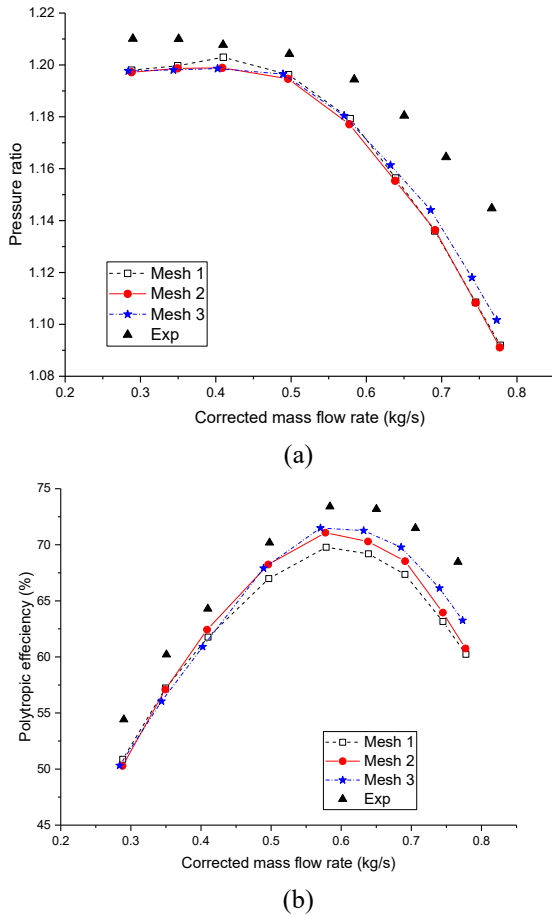 1.22
1.20
1.18
1.16
1.14
1.12
1.10
1.08
Pressure ratio
Mesh 1
Mesh 2
Mesh 3
Exp
0.2 0.3 0.4 0.5 0.6 0.7 0.8
Corrected mass flow rate (kg/s)
(a)
75
70
65
60
55
50
45
Polytropic effeciency (%)
Mesh 1
Mesh 2
Mesh 3
Exp
0.2 0.3 0.4 0.5 0.6 0.7 0.8
Corrected mass flow rate (kg/s)
(b)